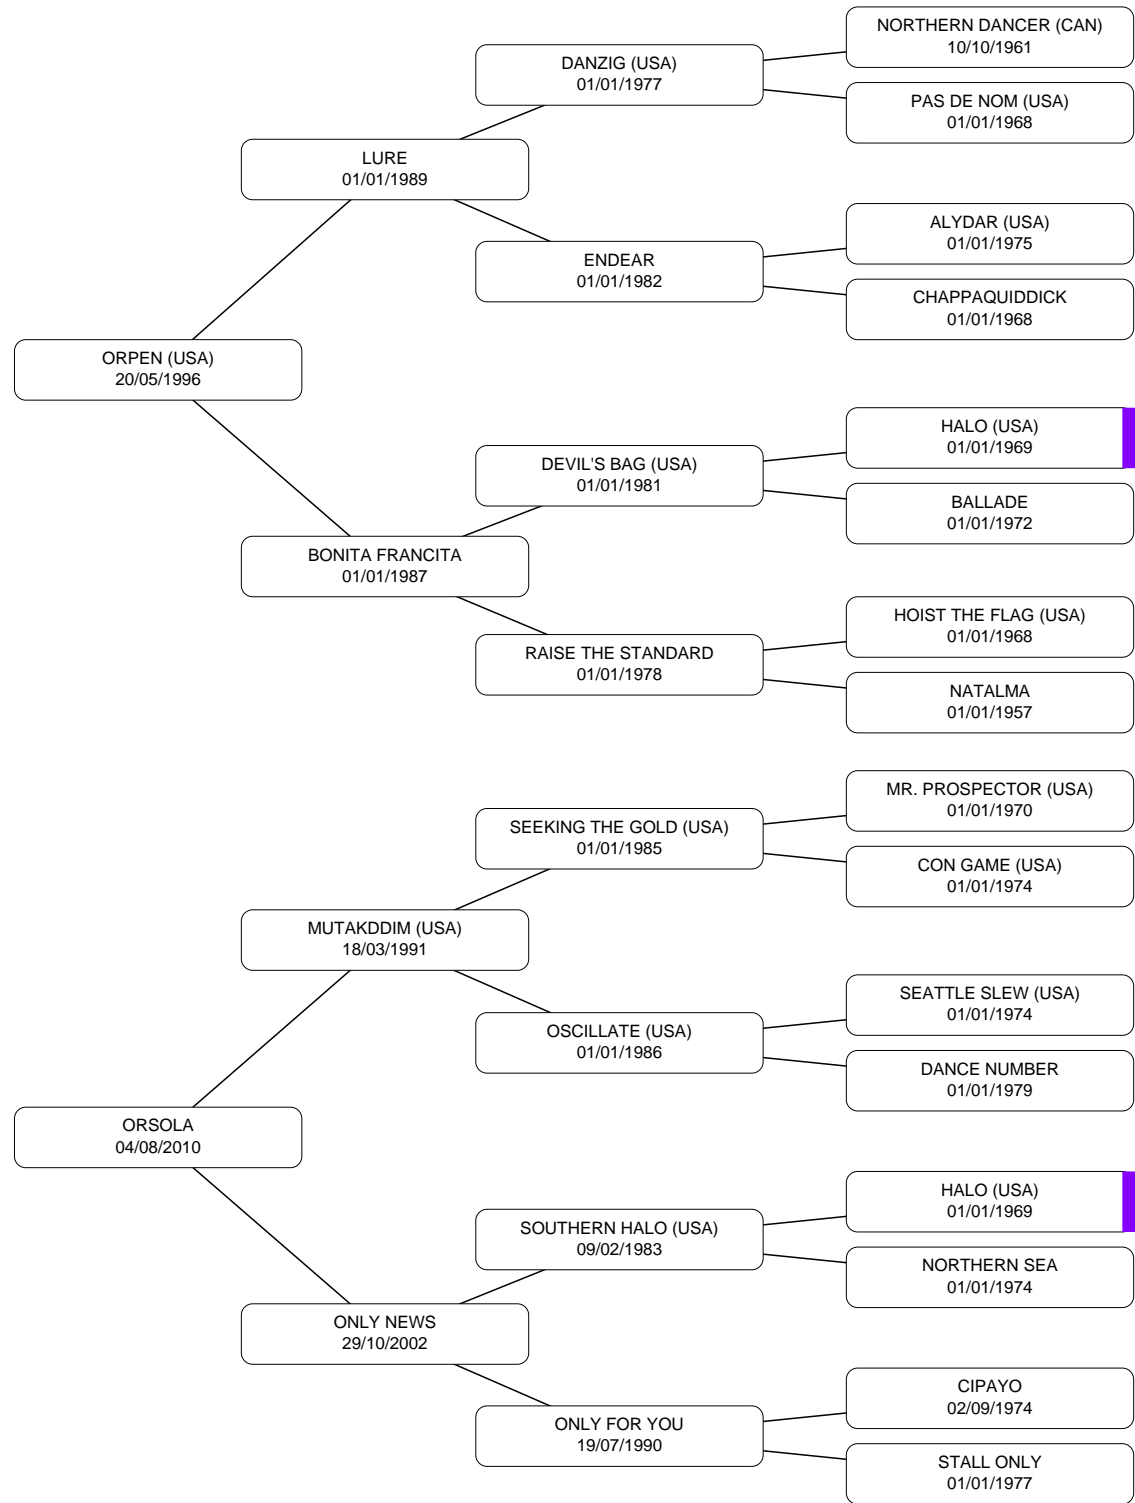 NORTHERN DANCER (CAN)
10/10/1961
DANZIG (USA)
01/01/1977
PAS DE NOM (USA)
01/01/1968
LURE
01/01/1989
ALYDAR (USA)
01/01/1975
ENDEAR
01/01/1982
CHAPPAQUIDDICK
01/01/1968
ORPEN (USA)
20/05/1996
HALO (USA)
01/01/1969
DEVIL'S BAG (USA)
01/01/1981
BALLADE
01/01/1972
BONITA FRANCITA
01/01/1987
HOIST THE FLAG (USA)
01/01/1968
RAISE THE STANDARD
01/01/1978
NATALMA
01/01/1957
MR. PROSPECTOR (USA)
01/01/1970
SEEKING THE GOLD (USA)
01/01/1985
CON GAME (USA)
01/01/1974
MUTAKDDIM (USA)
18/03/1991
SEATTLE SLEW (USA)
01/01/1974
OSCILLATE (USA)
01/01/1986
DANCE NUMBER
01/01/1979
ORSOLA
04/08/2010
HALO (USA)
01/01/1969
SOUTHERN HALO (USA)
09/02/1983
NORTHERN SEA
01/01/1974
ONLY NEWS
29/10/2002
CIPAYO
02/09/1974
ONLY FOR YOU
19/07/1990
STALL ONLY
01/01/1977